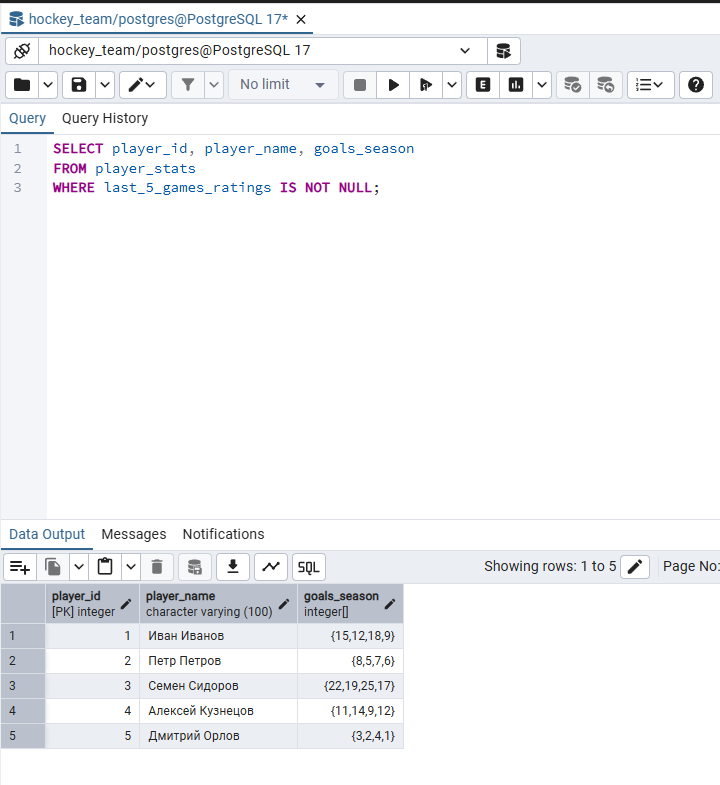 hockey_team/postgres@PostgreSQL 17*
hockey_team/postgres@PostgreSQL 17
No limit
E
Query Query History
1 SELECT player_id, player_name, goals_season
2 FROM player_stats
3 WHERE last_5_games_ratings IS NOT NULL;
Data Output Messages Notifications
SQL Showing rows: 1 to 5 Page No:
player_id player_name goals_season
[PK] integer character varying (100) integer[]
1 1 Иван Иванов {15,12,18,9}
2 2 Петр Петров {8,5,7,6}
3 3 Семен Сидоров {22,19,25,17}
4 4 Алексей Кузнецов {11,14,9,12}
5 5 Дмитрий Орлов {3,2,4,1}